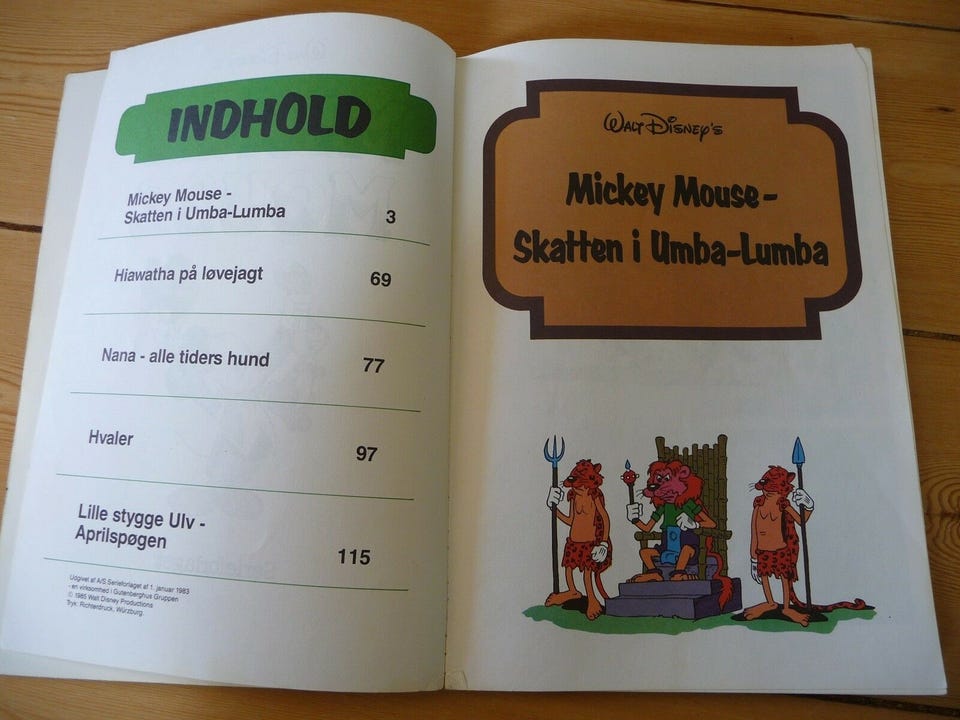 INDHOLD
Mickey Mouse -
Skatten i Umba-Lumba 3
Hiawatha på løvejagt 69
Nana - alle tiders hund 77
Hvaler 97
Lille stygge Ulv -
Aprilspøgen 115
Udgivet af A/S Serieforlaget af 1. januar 1983
- en virksomhed i Gutenberghus Gruppen
© 1985 Walt Disney Productions
Tryk: Richterdruck, Würzburg.
Walt Disney's
Mickey Mouse -
Skatten i Umba-Lumba